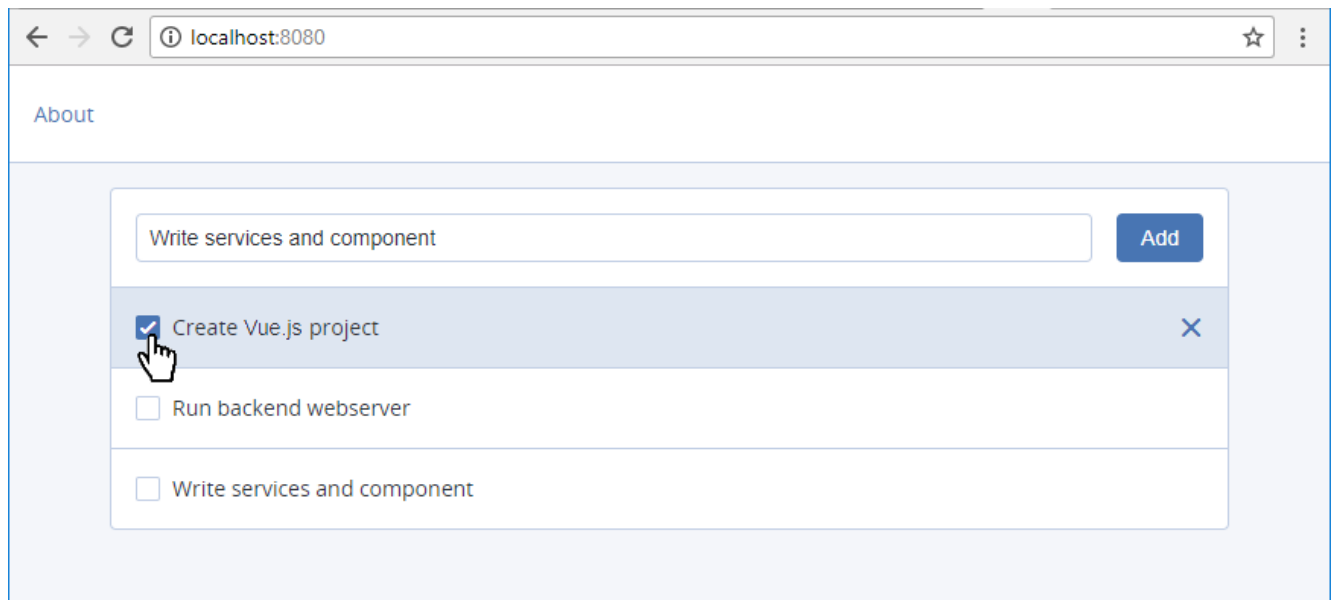 localhost:8080
About
Write services and component
Add
Create Vue.js project
Run backend webserver
Write services and component